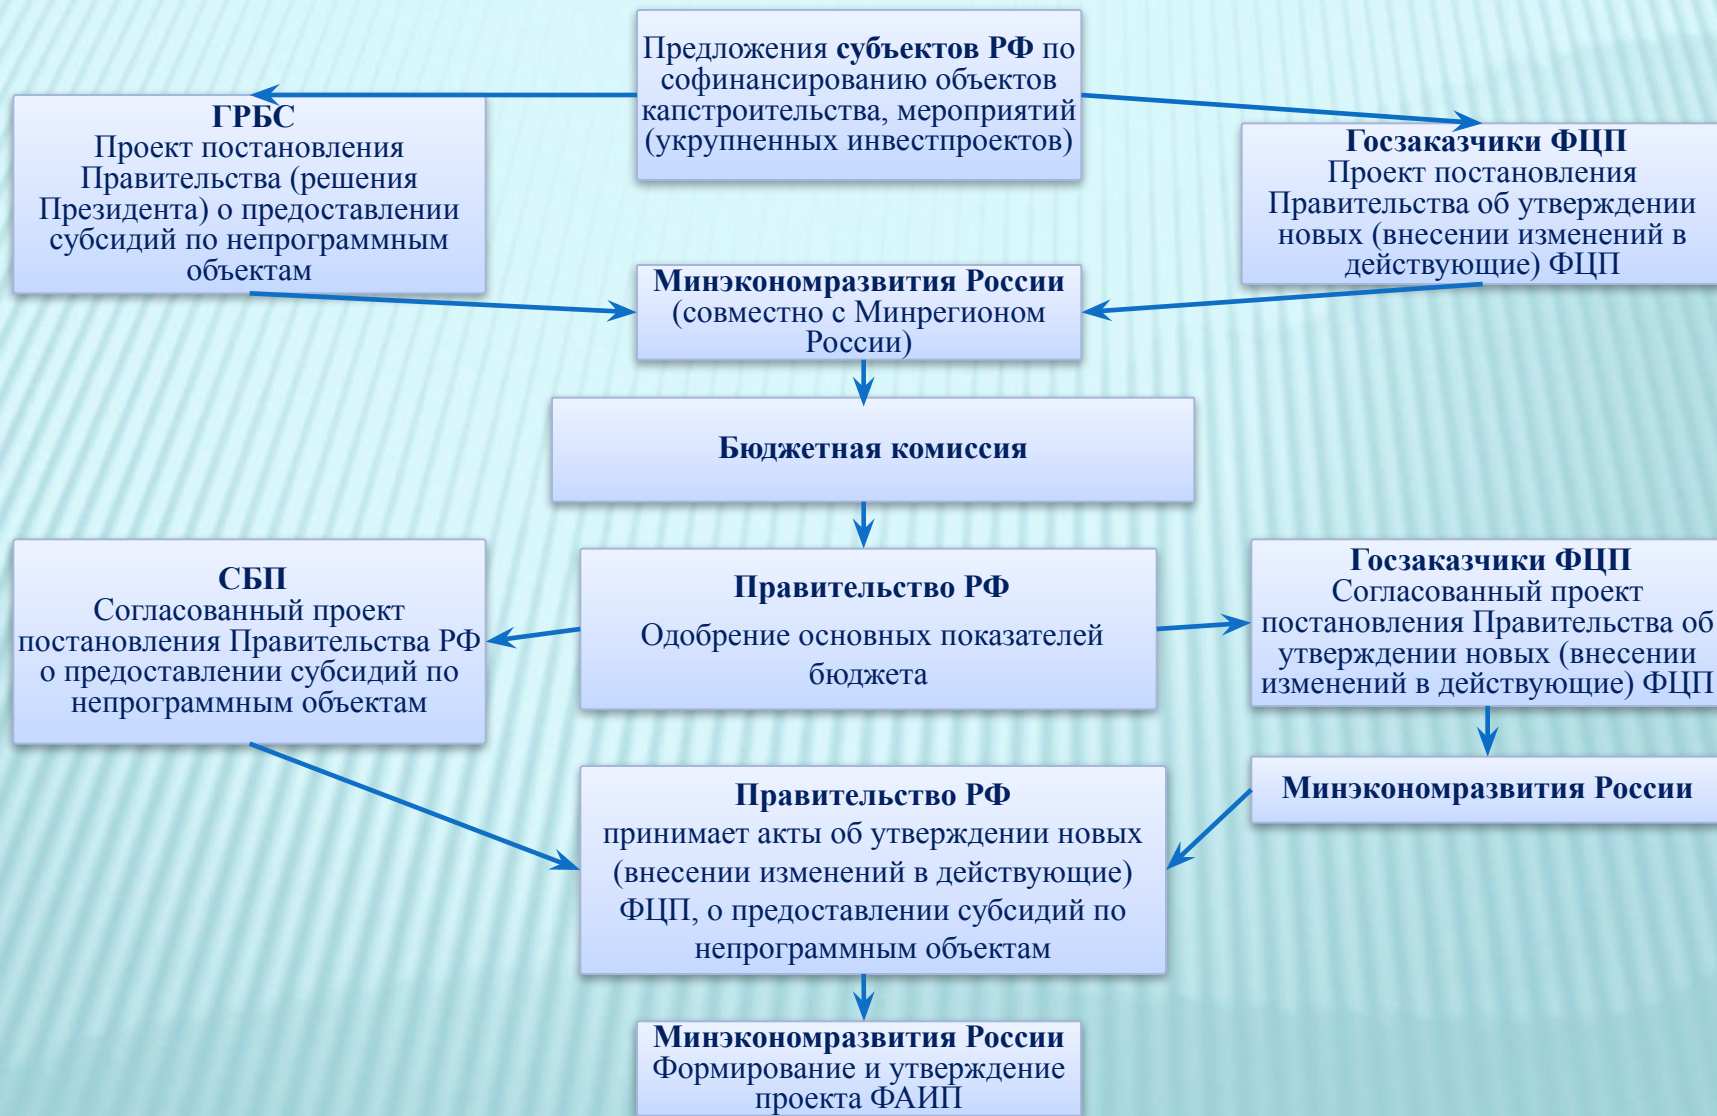 Предложения субъектов РФ по
софинансированию объектов
капстроительства, мероприятий
(укрупненных инвестпроектов)
ГРБС
Проект постановления
Правительства (решения
Президента) о предоставлении
субсидий по непрограммным
объектам
Госзаказчики ФЦП
Проект постановления
Правительства об утверждении
новых (внесении изменений в
действующие) ФЦП
Минэкономразвития России
(совместно с Минрегионом
России)
Бюджетная комиссия
СБП
Согласованный проект
постановления Правительства РФ
о предоставлении субсидий по
непрограммным объектам
Правительство РФ
Одобрение основных показателей
бюджета
Госзаказчики ФЦП
Согласованный проект
постановления Правительства об
утверждении новых (внесении
изменений в действующие) ФЦП
Минэкономразвития России
Правительство РФ
принимает акты об утверждении новых
(внесении изменений в действующие)
ФЦП, о предоставлении субсидий по
непрограммным объектам
Минэкономразвития России
Формирование и утверждение
проекта ФАИП